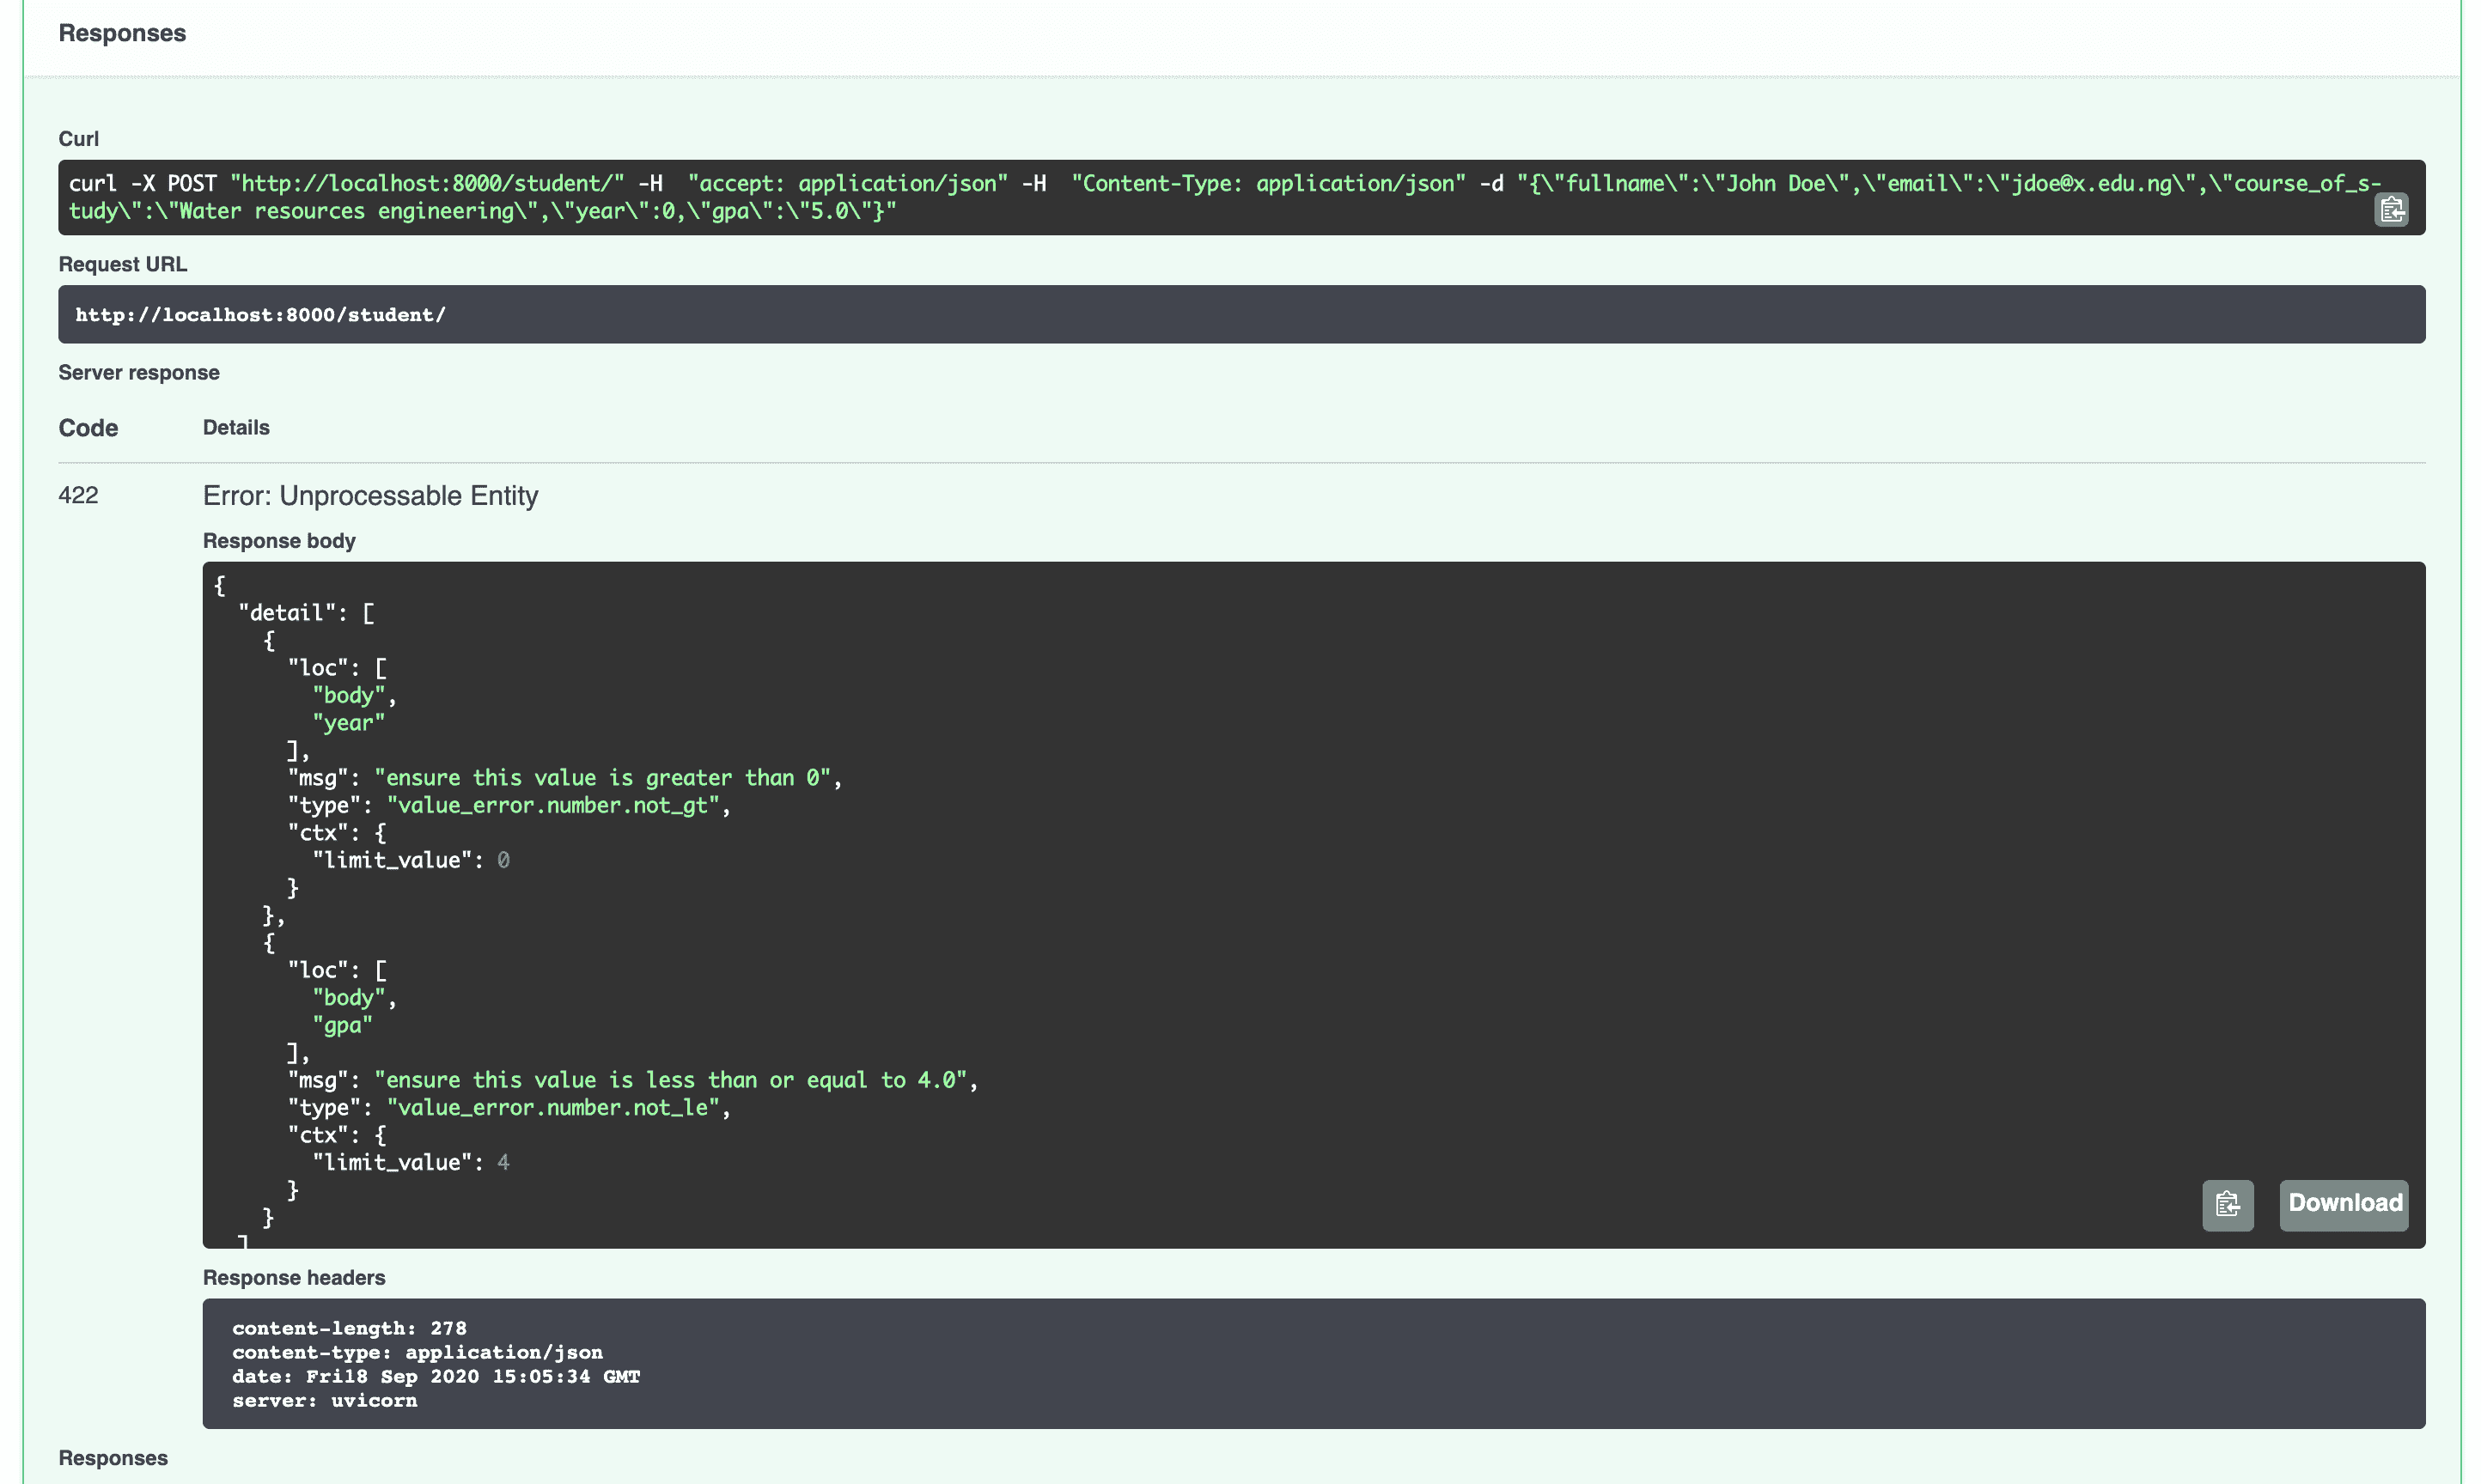 Responses
Curl
curl -X POST "http://localhost:8000/student/" -H  "accept: application/json" -H  "Content-Type: application/json" -d "{\"fullname\":\"John Doe\",\"email\":\"jdoe@x.edu.ng\",\"course_of_s-
tudy\":\"Water resources engineering\",\"year\":0,\"gpa\":\"5.0\"}"
Request URL
http://localhost:8000/student/
Server response
Code Details
422 Error: Unprocessable Entity
Response body
{
  "detail": [
    {
      "loc": [
        "body",
        "year"
      ],
      "msg": "ensure this value is greater than 0",
      "type": "value_error.number.not_gt",
      "ctx": {
        "limit_value": 0
      }
    },
    {
      "loc": [
        "body",
        "gpa"
      ],
      "msg": "ensure this value is less than or equal to 4.0",
      "type": "value_error.number.not_le",
      "ctx": {
        "limit_value": 4
      }
    }
  ]
Download
Response headers
content-length: 278
content-type: application/json
date: Fri18 Sep 2020 15:05:34 GMT
server: uvicorn
Responses